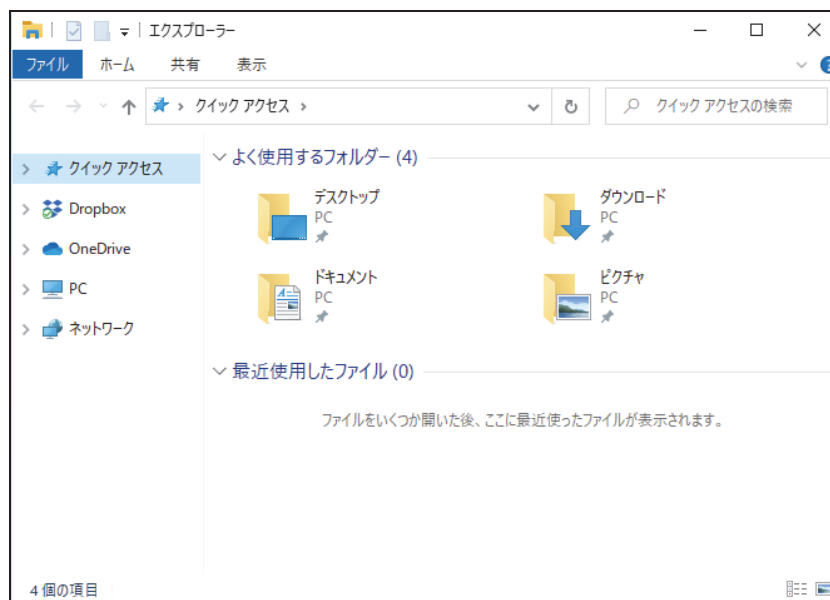 エクスプローラー
ファイル ホーム 共有 表示
クイック アクセス クイック アクセスの検索
クイック アクセス
Dropbox
OneDrive
PC
ネットワーク
よく使用するフォルダー (4)
デスクトップ
PC
ダウンロード
PC
ドキュメント
PC
ピクチャ
PC
最近使用したファイル (0)
ファイルをいくつか開いた後、ここに最近使ったファイルが表示されます。
4 個の項目